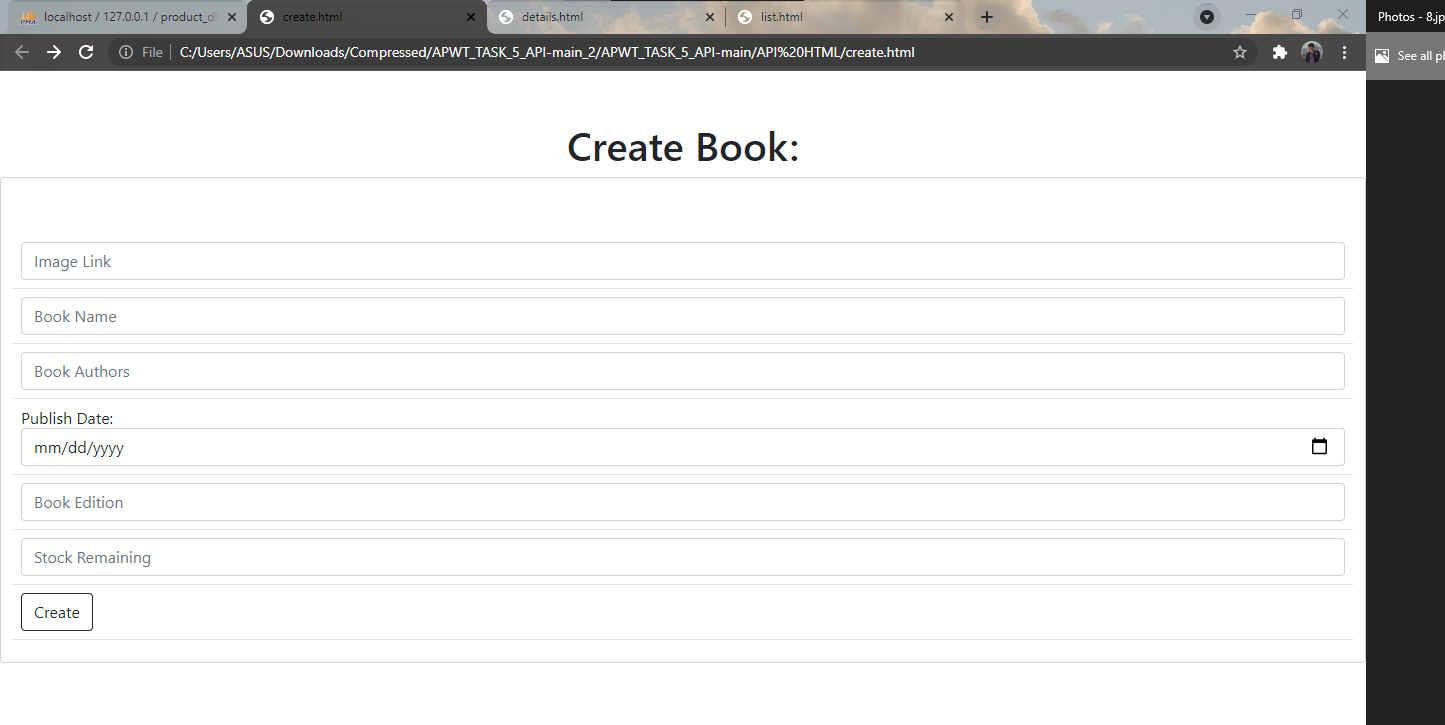 localhost / 127.0.0.1 / product_d
create.html
details.html
list.html
Photos - 8.jp
File
C:/Users/ASUS/Downloads/Compressed/APWT_TASK_5_API-main_2/APWT_TASK_5_API-main/API%20HTML/create.html
See all pl
Create Book:
Image Link
Book Name
Book Authors
Publish Date:
mm/dd/yyyy
Book Edition
Stock Remaining
Create